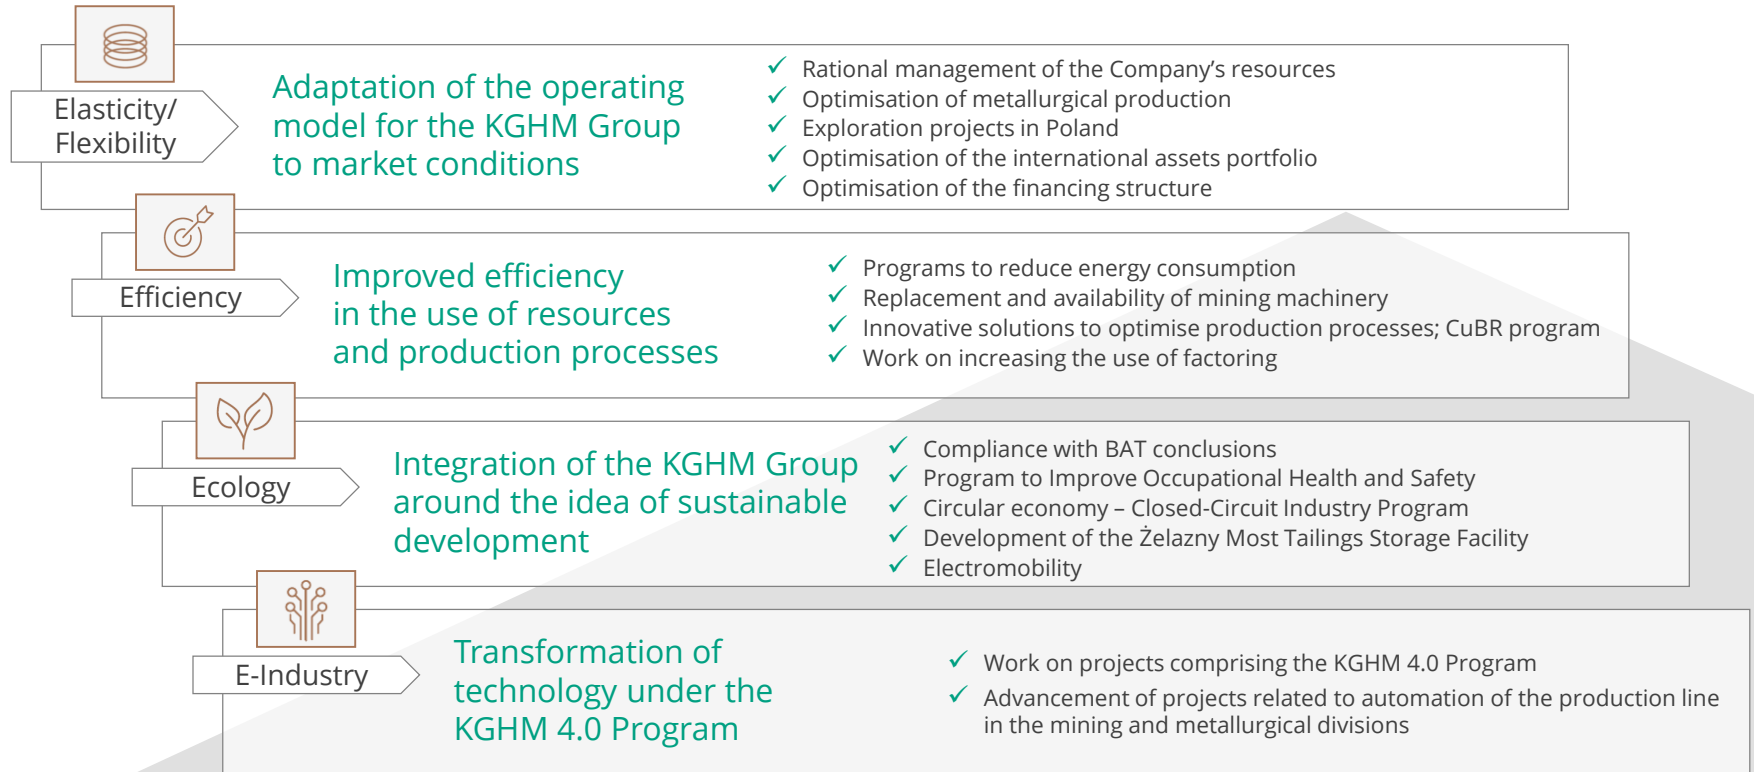 Elasticity/
Flexibility
Adaptation of the operating
model for the KGHM Group
to market conditions
✓ Rational management of the Company’s resources
✓ Optimisation of metallurgical production
✓ Exploration projects in Poland
✓ Optimisation of the international assets portfolio
✓ Optimisation of the financing structure
Efficiency
Improved efficiency
in the use of resources
and production processes
✓ Programs to reduce energy consumption
✓ Replacement and availability of mining machinery
✓ Innovative solutions to optimise production processes; CuBR program
✓ Work on increasing the use of factoring
Ecology
Integration of the KGHM Group
around the idea of sustainable
development
✓ Compliance with BAT conclusions
✓ Program to Improve Occupational Health and Safety
✓ Circular economy – Closed-Circuit Industry Program
✓ Development of the Żelazny Most Tailings Storage Facility
✓ Electromobility
E-Industry
Transformation of
technology under the
KGHM 4.0 Program
✓ Work on projects comprising the KGHM 4.0 Program
✓ Advancement of projects related to automation of the production line
in the mining and metallurgical divisions